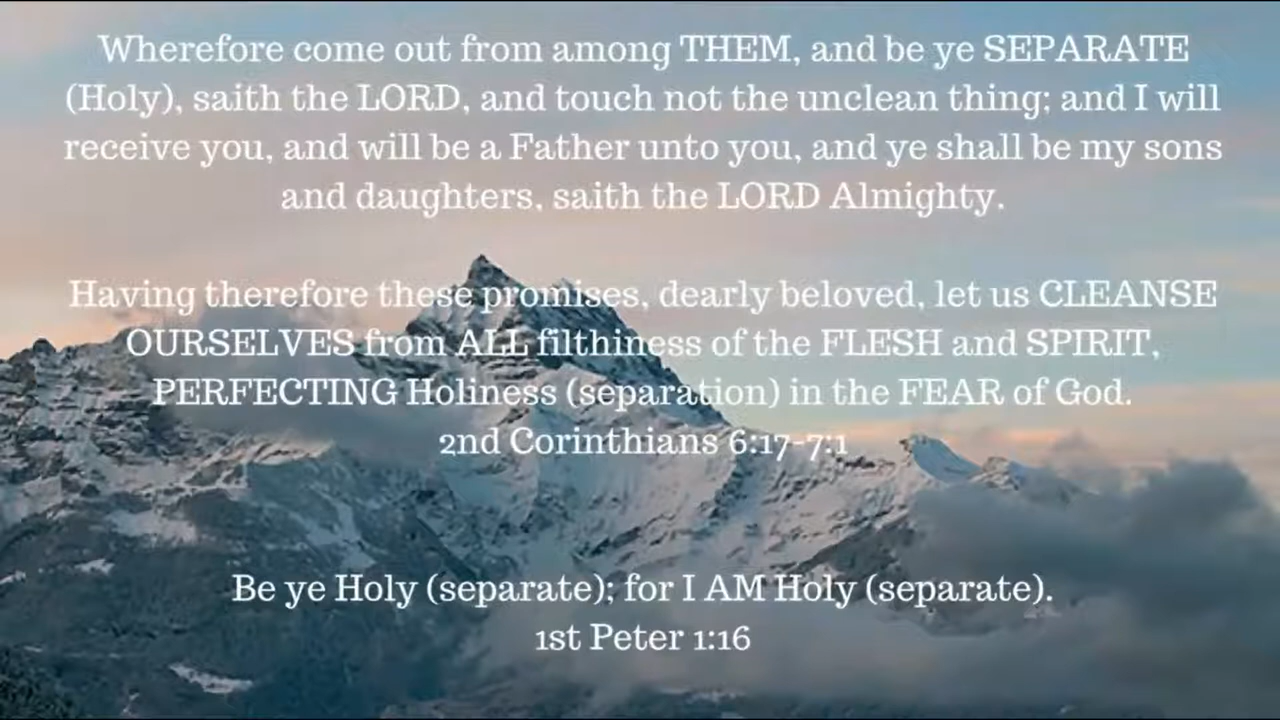 Wherefore come out from among THEM, and be ye SEPARATE
(Holy), saith the LORD, and touch not the unclean thing; and I will
receive you, and will be a Father unto you, and ye shall be my sons
and daughters, saith the LORD Almighty.
Having therefore these promises, dearly beloved, let us CLEANSE
OURSELVES from ALL filthiness of the FLESH and SPIRIT,
PERFECTING Holiness (separation) in the FEAR of God.
2nd Corinthians 6:17-7:1
Be ye Holy (separate); for I AM Holy (separate).
1st Peter 1:16